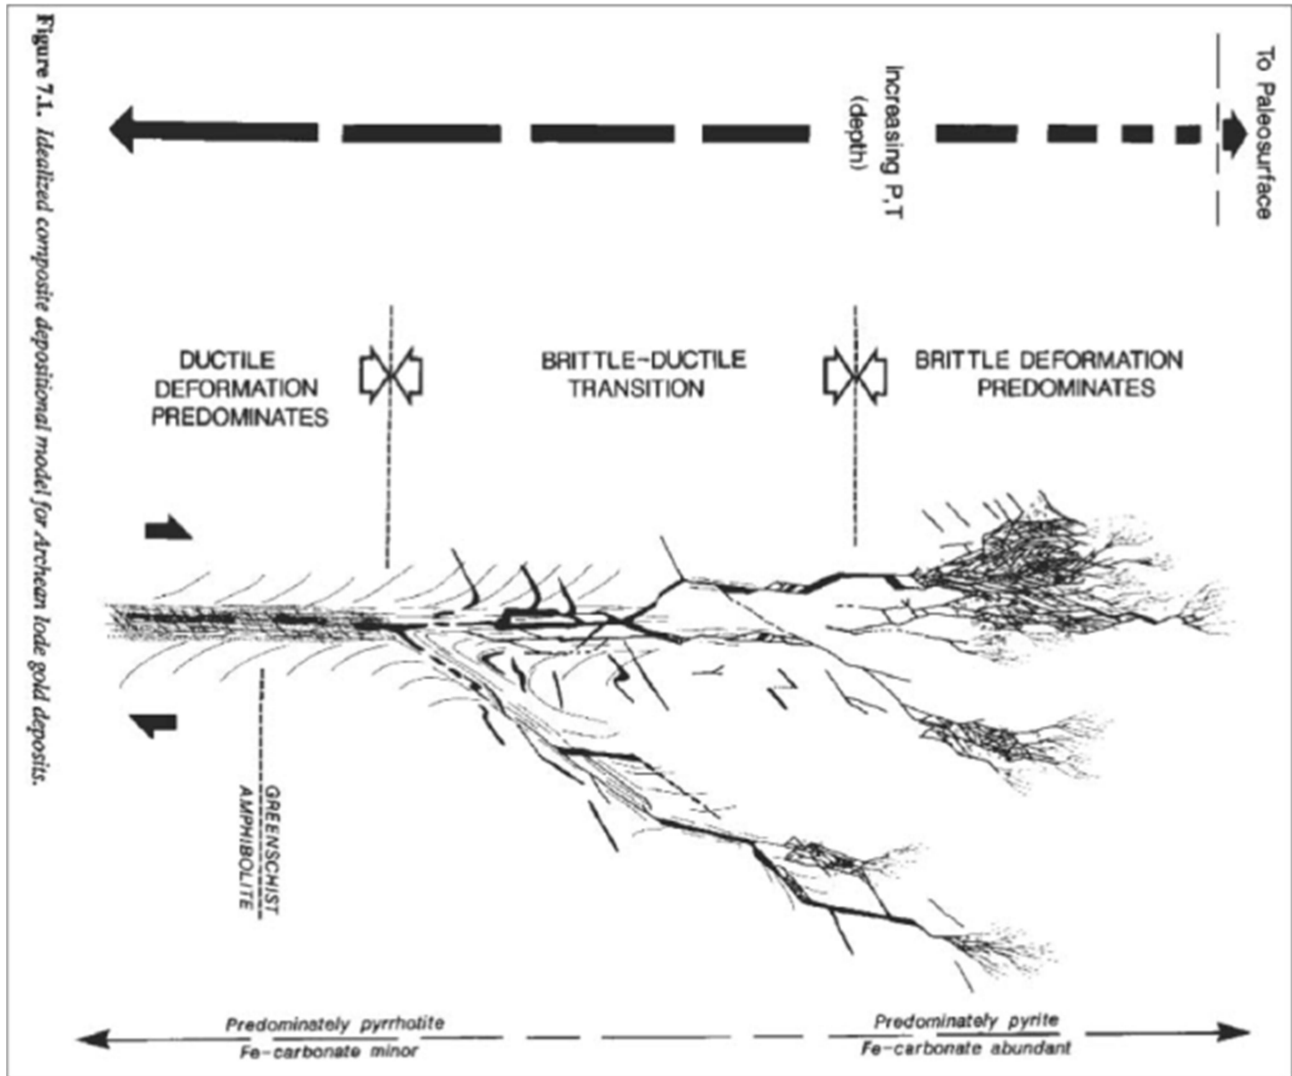 To Paleosurface
Increasing P,T
(depth)
DUCTILE
DEFORMATION
PREDOMINATES
BRITTLE-DUCTILE
TRANSITION
BRITTLE DEFORMATION
PREDOMINATES
GREENSCHIST
AMPHIBOLITE
Predominately pyrrhotite
Fe-carbonate minor
Predominately pyrite
Fe-carbonate abundant
Figure 7.1. Idealized composite depositional model for Archean lode gold deposits.